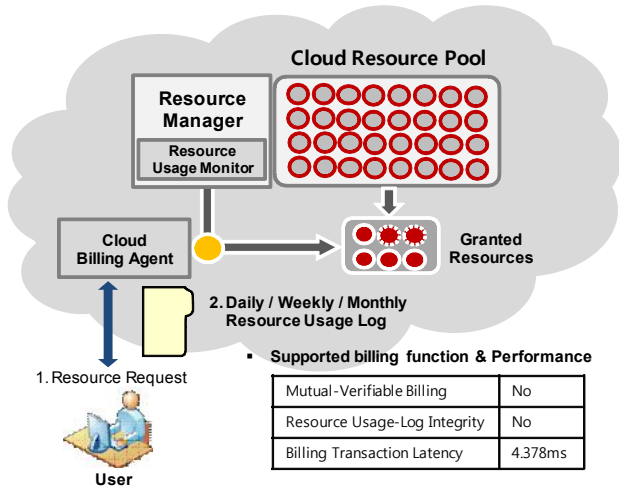 Cloud Resource Pool
Resource
Manager
Resource
Usage Monitor
Cloud
Billing Agent
Granted
Resources
2. Daily / Weekly / Monthly
Resource Usage Log
1. Resource Request
User
▪ Supported billing function & Performance
Mutual-Verifiable Billing No
Resource Usage-Log Integrity No
Billing Transaction Latency 4.378ms